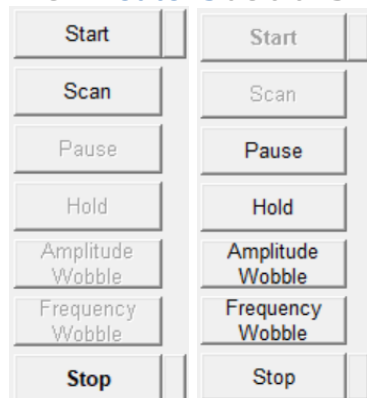 Start
Scan
Pause
Hold
Amplitude
Wobble
Frequency
Wobble
Stop
Start
Scan
Pause
Hold
Amplitude
Wobble
Frequency
Wobble
Stop